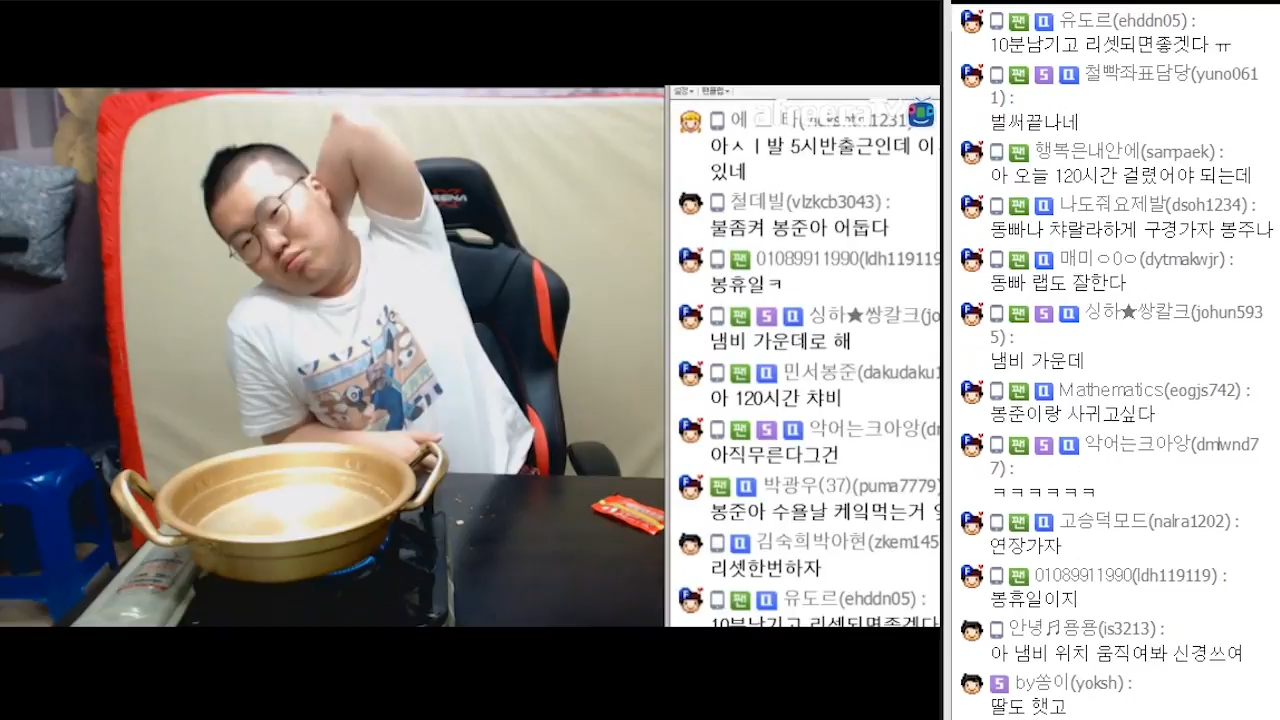 설정▾ 팬클럽▾
afreecaTV
아ㅅㅣ발 5시반출근인데 이
있네
철데빌(vlzkcb3043) :
불좀켜 봉준아 어둡다
01089911990(ldh119119
봉휴일ㅋ
싱하★쌍칼크(jo
냄비 가운데로 해
민서봉준(dakudaku1
아 120시간 챠비
악어는크아앙(dm
아직무른다그건
박광우(37)(puma7779)
봉준아 수욜날 케잌먹는거
김숙희박아현(zkem145
리셋한번하자
유도르(ehddn05) :
10분남기고 리셋되면좋겟다
유도르(ehddn05) :
10분남기고 리셋되면좋겟다 ㅠ
철빡좌표담당(yuno061
1) :
벌써끝나네
행복은내안에(sampaek) :
아 오늘 120시간 걸렸어야 되는데
나도줘요제발(dsoh1234) :
동빠나 차랄라하게 구경가자 봉주나
매미ㅇ0ㅇ(dytmakwjr) :
동빠 랩도 잘한다
싱하★쌍칼크(johun593
5) :
냄비 가운데
Mathematics(eogjs742) :
봉준이랑 사귀고싶다
악어는크아앙(dmlwnd7
7) :
ㅋㅋㅋㅋㅋㅋ
고승덕모드(nalra1202) :
연장가자
01089911990(ldh119119) :
봉휴일이지
안녕♬용용(is3213) :
아 냄비 위치 움직여봐 신경쓰여
by쏭이(yoksh) :
딸도 햇고